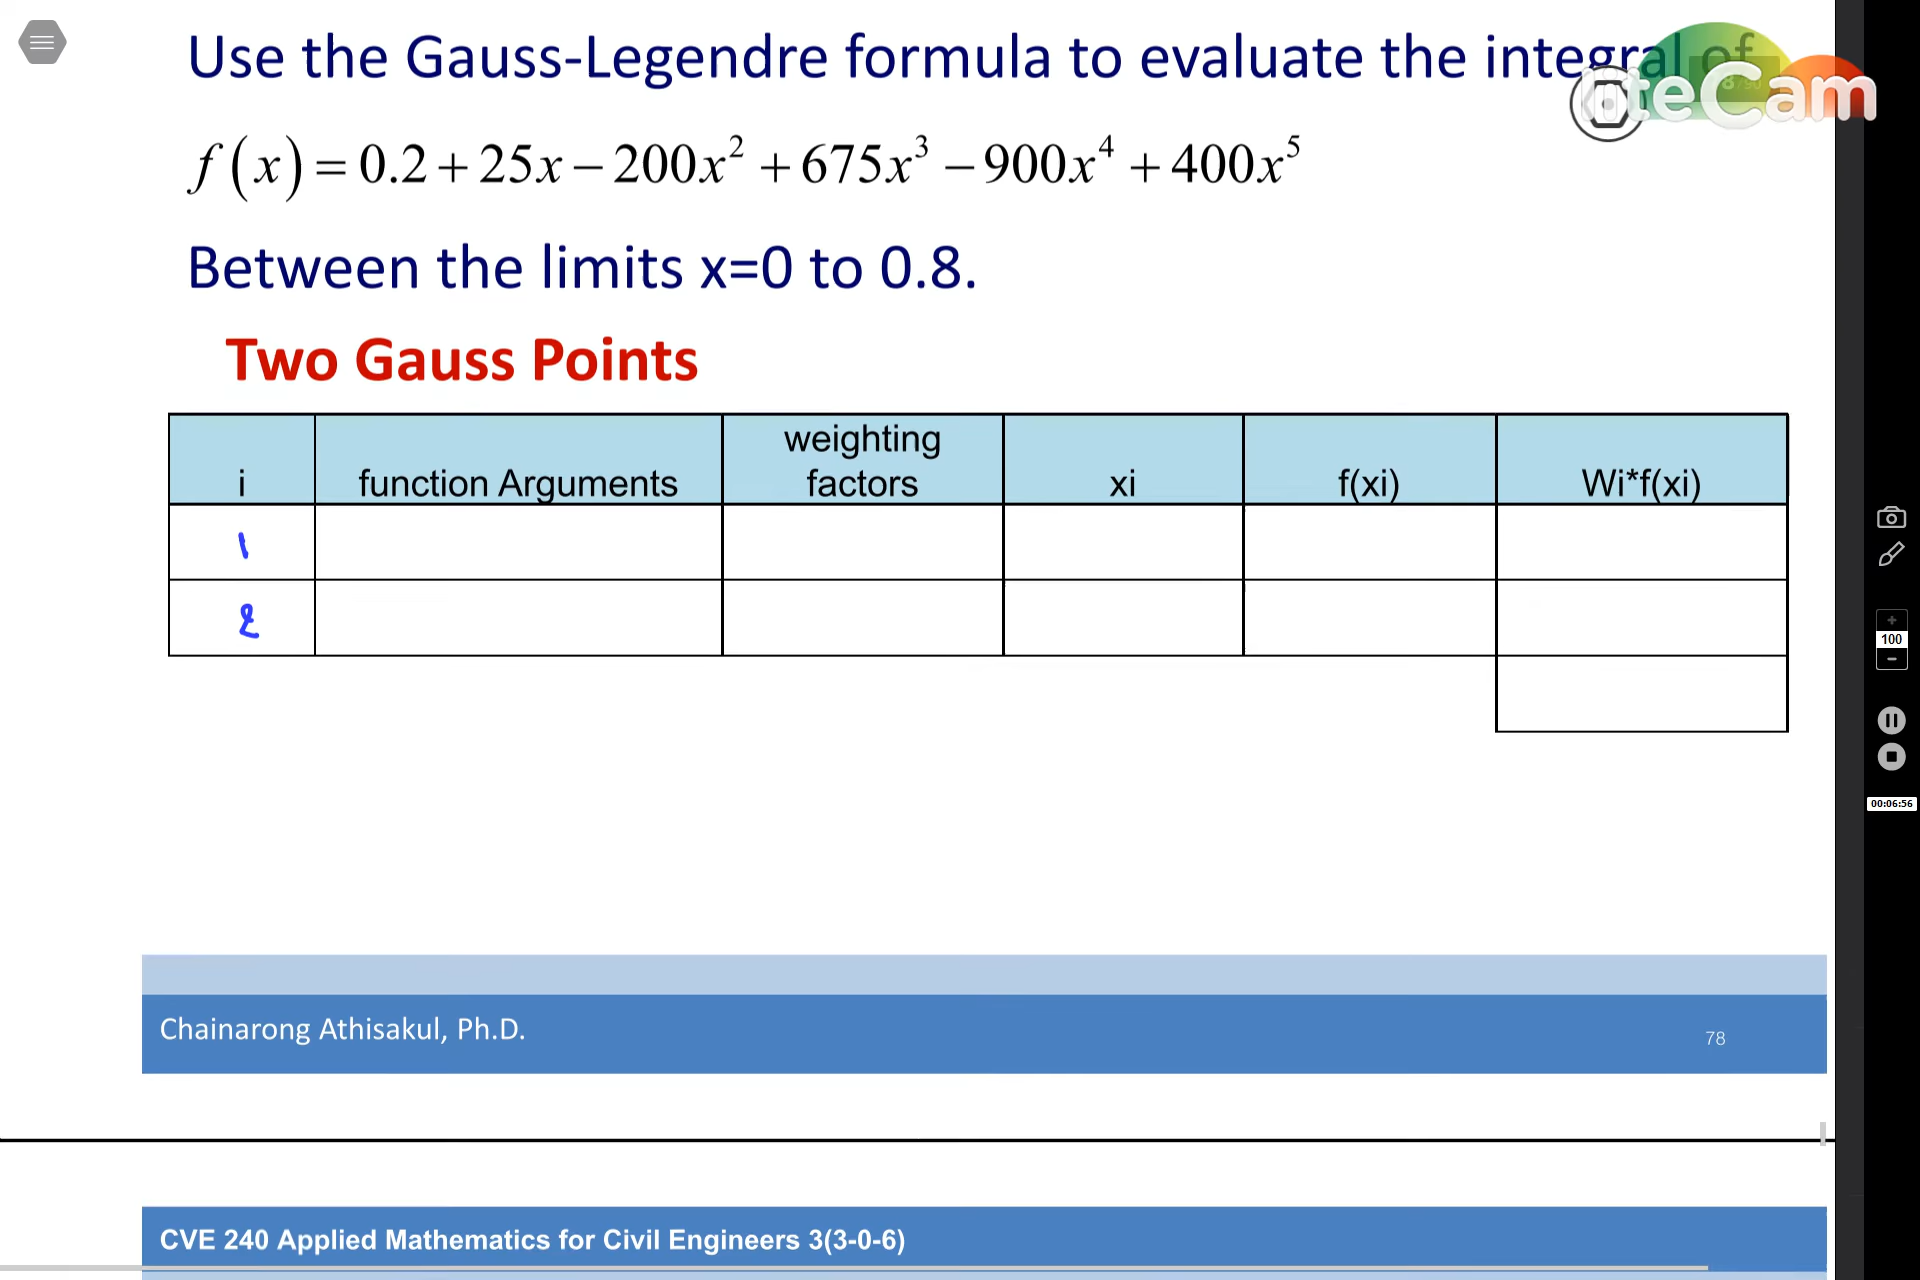 Use the Gauss-Legendre formula to evaluate the integral of
f(x) = 0.2 + 25x − 200x² + 675x³ − 900x⁴ + 400x⁵
Between the limits x=0 to 0.8.
Two Gauss Points
i	function Arguments	weighting factors	xi	f(xi)	Wi*f(xi)
1
2
Chainarong Athisakul, Ph.D.
78
CVE 240 Applied Mathematics for Civil Engineers 3(3-0-6)
liteCam
+
100
−
00:06:56